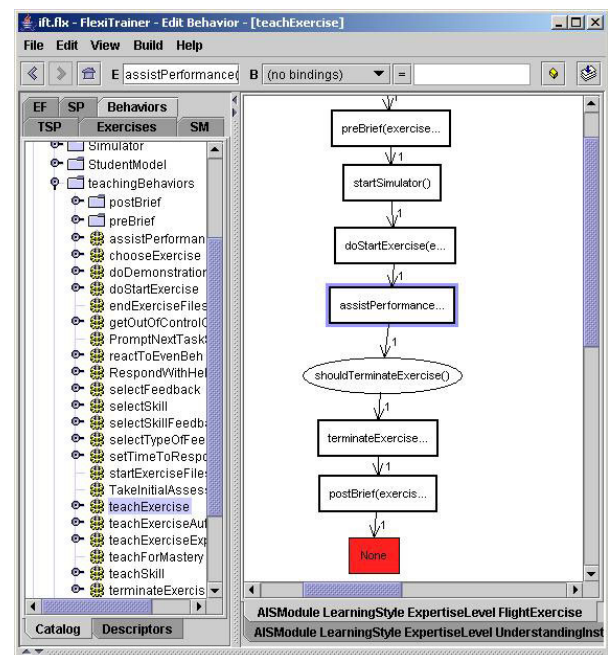 ift.flx - FlexiTrainer - Edit Behavior - [teachExercise]
File Edit View Build Help
E assistPerformance( B (no bindings) =
EF SP Behaviors
TSP Exercises SM
Simulator
StudentModel
teachingBehaviors
postBrief
preBrief
assistPerforman
chooseExercise
doDemonstration
doStartExercise
endExerciseFiles
getOutOfControlC
PromptNextTask
reactToEvenBeh
RespondWithHel
selectFeedback
selectSkill
selectSkillFeedb
selectTypeOfFee
setTimeToRespo
startExerciseFile
TakeInitialAssess
teachExercise
teachExerciseAut
teachExerciseExp
teachForMastery
teachSkill
terminateExercis
Catalog Descriptors
1
preBrief(exercise...
1
startSimulator()
1
doStartExercise(e...
1
assistPerformance...
1
shouldTerminateExercise()
1
terminateExercise...
1
postBrief(exercis...
1
None
AISModule LearningStyle ExpertiseLevel FlightExercise
AISModule LearningStyle ExpertiseLevel UnderstandingInst